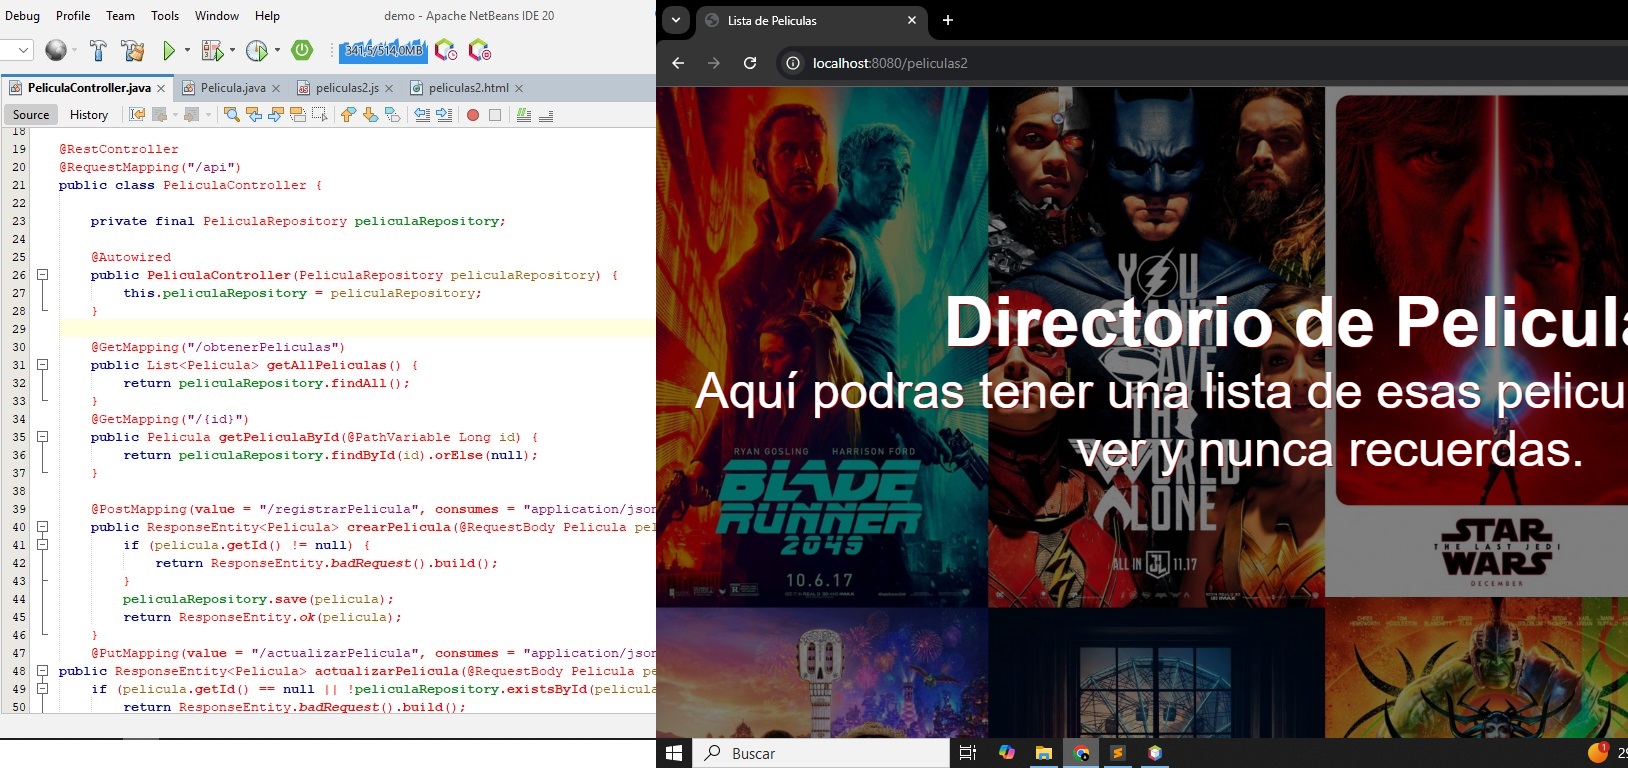 Debug Profile Team Tools Window Help demo - Apache NetBeans IDE 20
341,5/514,0MB
PeliculaController.java Pelicula.java peliculas2.js peliculas2.html
Source History
18
19 @RestController
20 @RequestMapping("/api")
21 public class PeliculaController {
22
23 private final PeliculaRepository peliculaRepository;
24
25 @Autowired
26 public PeliculaController(PeliculaRepository peliculaRepository) {
27 this.peliculaRepository = peliculaRepository;
28 }
29
30 @GetMapping("/obtenerPeliculas")
31 public List<Pelicula> getAllPeliculas() {
32 return peliculaRepository.findAll();
33 }
34 @GetMapping("/{id}")
35 public Pelicula getPeliculaById(@PathVariable Long id) {
36 return peliculaRepository.findById(id).orElse(null);
37 }
38
39 @PostMapping(value = "/registrarPelicula", consumes = "application/json
40 public ResponseEntity<Pelicula> crearPelicula(@RequestBody Pelicula pel
41 if (pelicula.getId() != null) {
42 return ResponseEntity.badRequest().build();
43 }
44 peliculaRepository.save(pelicula);
45 return ResponseEntity.ok(pelicula);
46 }
47 @PutMapping(value = "/actualizarPelicula", consumes = "application/json
48 public ResponseEntity<Pelicula> actualizarPelicula(@RequestBody Pelicula pe
49 if (pelicula.getId() == null || !peliculaRepository.existsById(pelicula
50 return ResponseEntity.badRequest().build();
Lista de Peliculas
localhost:8080/peliculas2
Directorio de Pelicula
Aquí podras tener una lista de esas pelicu
ver y nunca recuerdas.
RYAN GOSLING HARRISON FORD
BLADE
RUNNER
2049
10.6.17
YOU
CAN'T
SAVE
THE
WORLD
ALONE
ALL IN JL 11.17
STAR
THE LAST JEDI
WARS
DECEMBER
Buscar
1